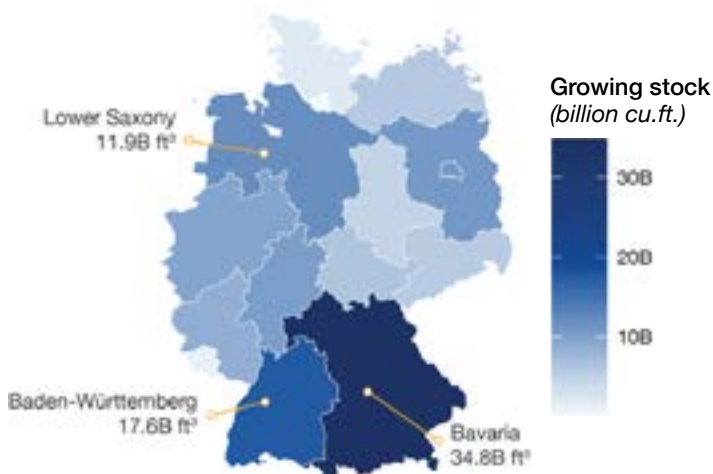 Growing stock
(billion cu.ft.)
30B
20B
10B
Lower Saxony
11.9B ft³
Baden-Württemberg
17.6B ft³
Bavaria
34.8B ft³